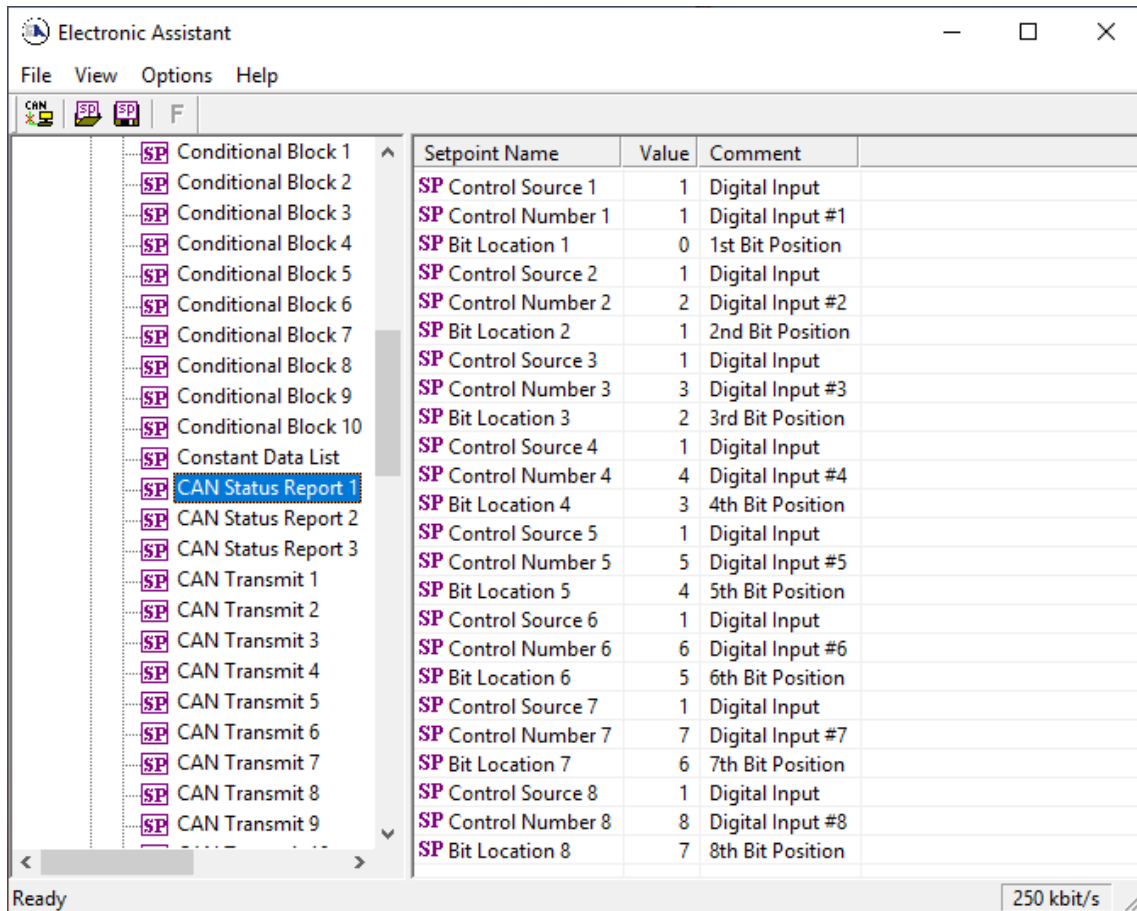 Electronic Assistant
File View Options Help
CAN SP SP F
SP Conditional Block 1
SP Conditional Block 2
SP Conditional Block 3
SP Conditional Block 4
SP Conditional Block 5
SP Conditional Block 6
SP Conditional Block 7
SP Conditional Block 8
SP Conditional Block 9
SP Conditional Block 10
SP Constant Data List
SP CAN Status Report 1
SP CAN Status Report 2
SP CAN Status Report 3
SP CAN Transmit 1
SP CAN Transmit 2
SP CAN Transmit 3
SP CAN Transmit 4
SP CAN Transmit 5
SP CAN Transmit 6
SP CAN Transmit 7
SP CAN Transmit 8
SP CAN Transmit 9
Setpoint Name Value Comment
SP Control Source 1 1 Digital Input
SP Control Number 1 1 Digital Input #1
SP Bit Location 1 0 1st Bit Position
SP Control Source 2 1 Digital Input
SP Control Number 2 2 Digital Input #2
SP Bit Location 2 1 2nd Bit Position
SP Control Source 3 1 Digital Input
SP Control Number 3 3 Digital Input #3
SP Bit Location 3 2 3rd Bit Position
SP Control Source 4 1 Digital Input
SP Control Number 4 4 Digital Input #4
SP Bit Location 4 3 4th Bit Position
SP Control Source 5 1 Digital Input
SP Control Number 5 5 Digital Input #5
SP Bit Location 5 4 5th Bit Position
SP Control Source 6 1 Digital Input
SP Control Number 6 6 Digital Input #6
SP Bit Location 6 5 6th Bit Position
SP Control Source 7 1 Digital Input
SP Control Number 7 7 Digital Input #7
SP Bit Location 7 6 7th Bit Position
SP Control Source 8 1 Digital Input
SP Control Number 8 8 Digital Input #8
SP Bit Location 8 7 8th Bit Position
Ready 250 kbit/s